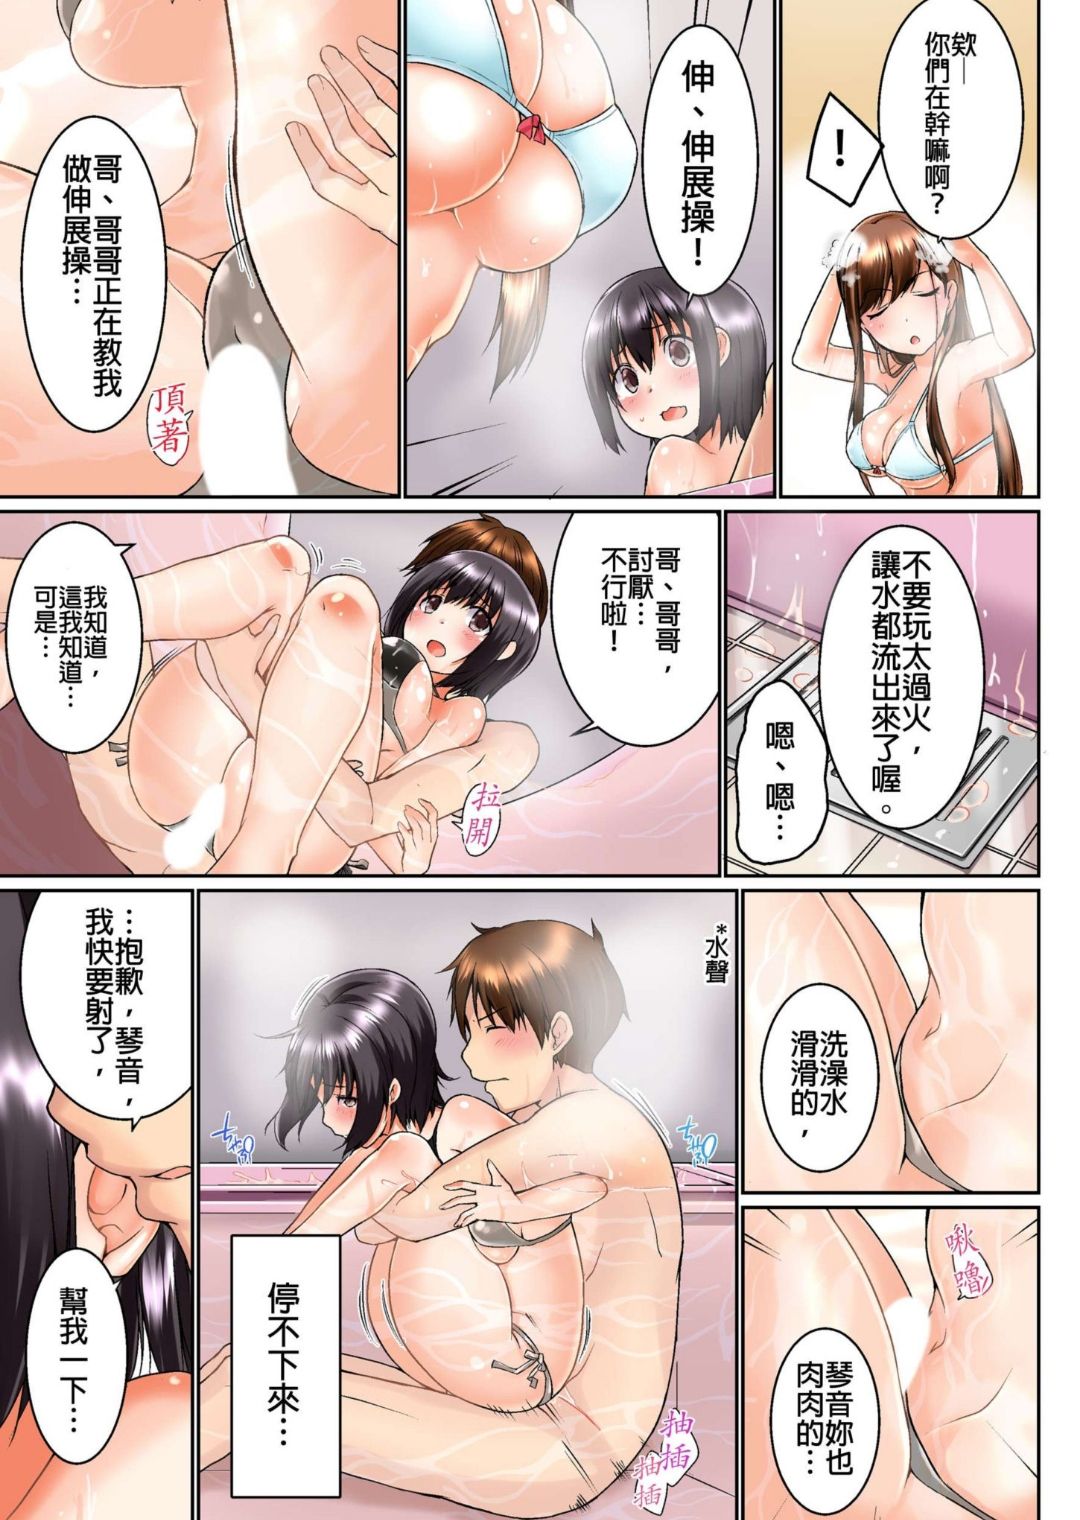 欸—
你們在幹嘛啊？
！
伸、伸展操！
哥、哥哥正在教我
做伸展操…
頂著
不要玩太過火，
讓水都流出來了喔。
嗯、嗯…
哥、哥哥，
討厭…
不行啦！
拉開
我知道，
這我知道，
可是…
洗澡水
滑滑的，
啾嚕
琴音妳也
肉肉的…
*水聲
停不下來…
抽插
抽插
…抱歉，琴音，
我快要射了，
幫我一下…